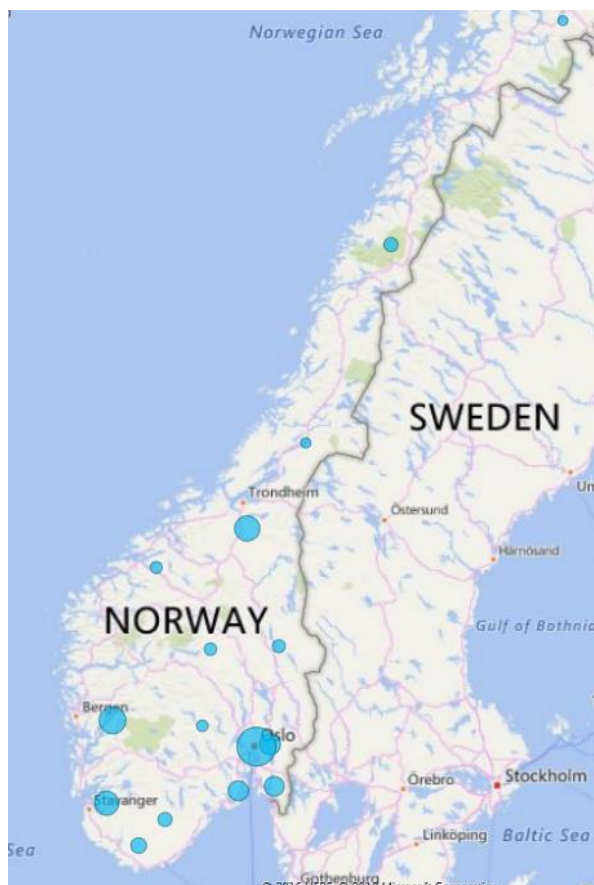 Norwegian Sea
SWEDEN
Trondheim
Östersund
Härnösand
NORWAY
Gulf of Bothnia
Bergen
Oslo
Stockholm
Örebro
Stavanger
Linköping
Baltic Sea
Sea
Gothenburg